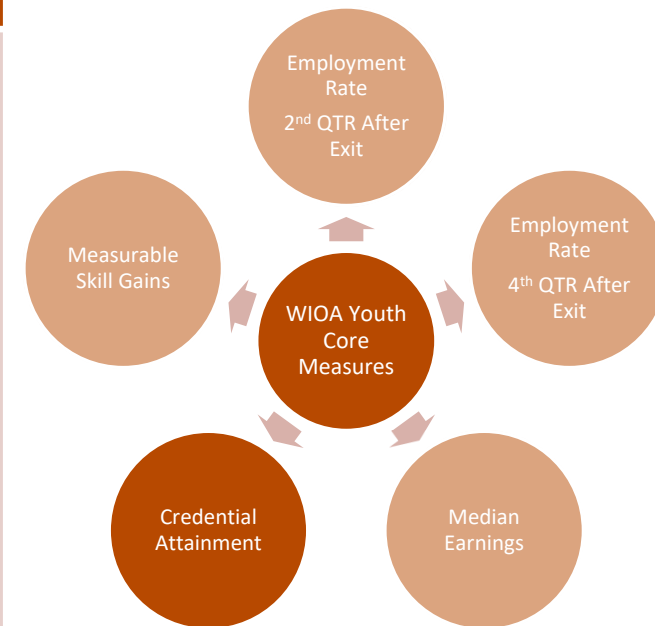 Employment
Rate
2nd QTR After
Exit
Employment
Rate
4th QTR After
Exit
Measurable
Skill Gains
WIOA Youth
Core
Measures
Credential
Attainment
Median
Earnings